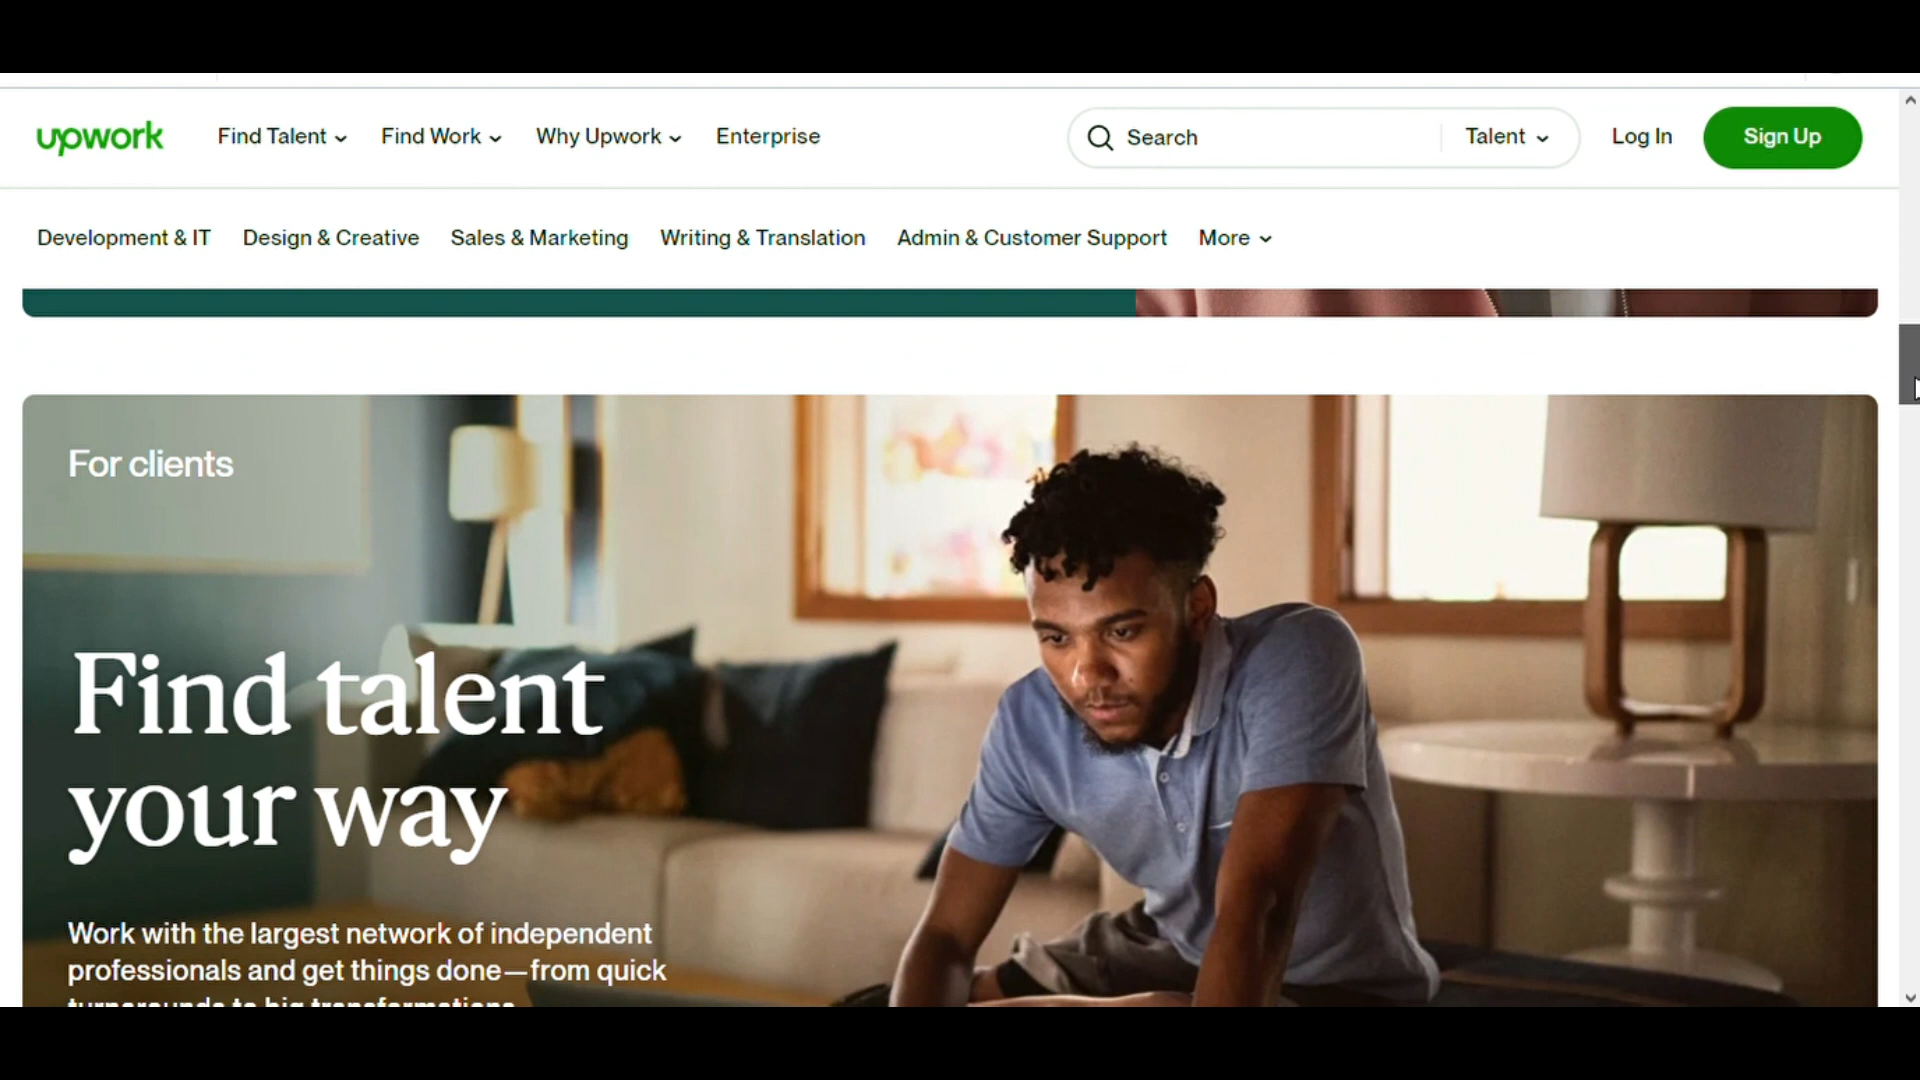 upwork Find Talent Find Work Why Upwork Enterprise Search Talent Log In Sign Up
Development & IT Design & Creative Sales & Marketing Writing & Translation Admin & Customer Support More
For clients
Find talent
your way
Work with the largest network of independent
professionals and get things done—from quick
turnarounds to big transformations.